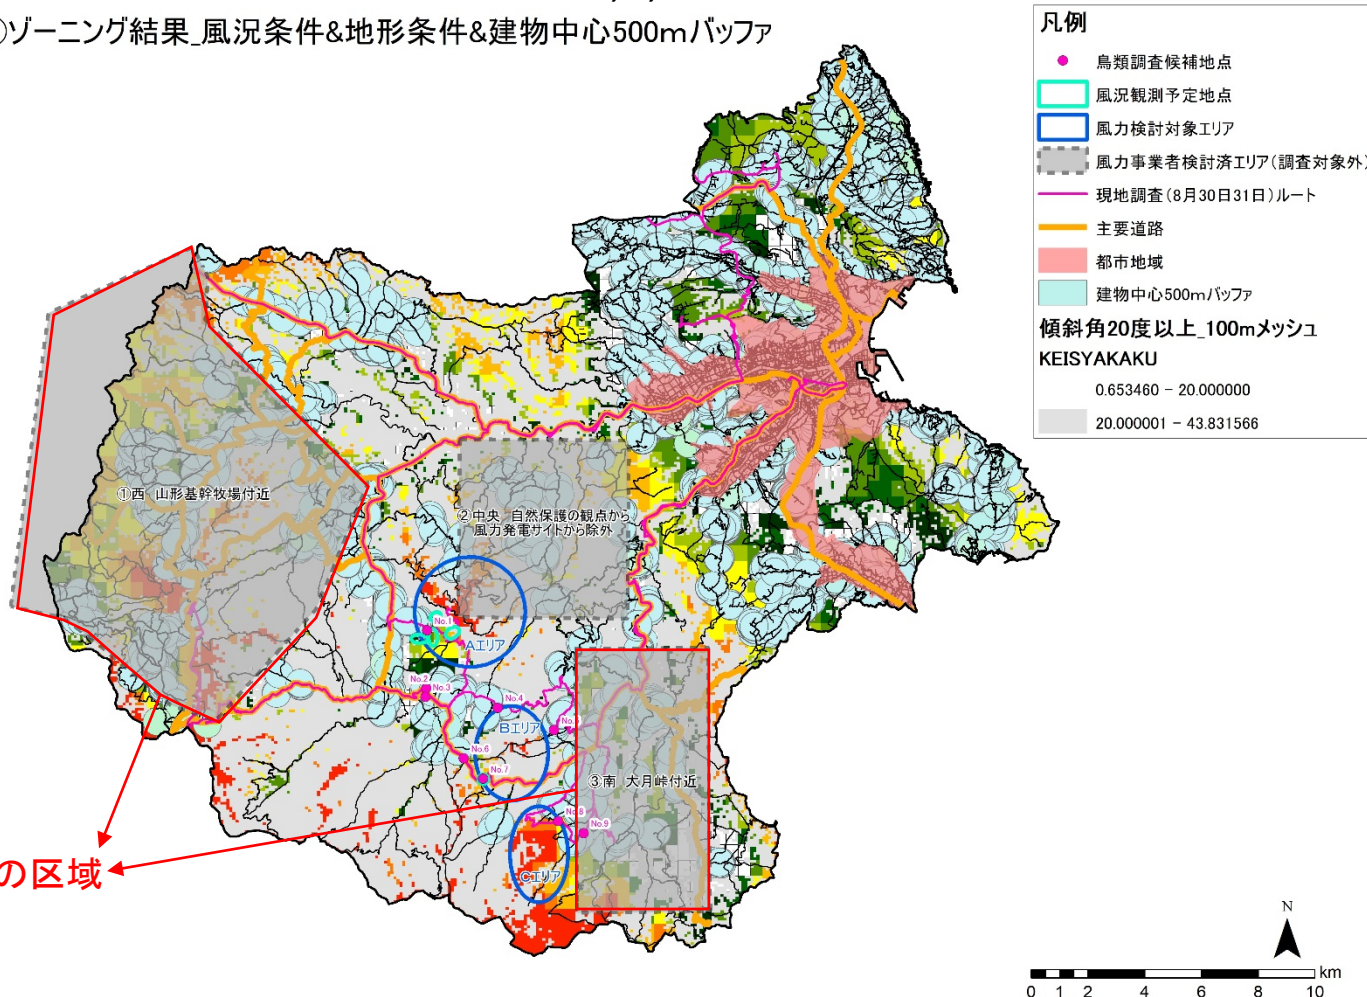 ゾーニング結果_風況条件&地形条件&建物中心500mバッファ
凡例
鳥類調査候補地点
風況観測予定地点
風力検討対象エリア
風力事業者検討済エリア(調査対象外)
現地調査(8月30日31日)ルート
主要道路
都市地域
建物中心500mバッファ
傾斜角20度以上_100mメッシュ
KEISYAKAKU
0.653460 - 20.000000
20.000001 - 43.831566
①西 山形基幹牧場付近
②中央 自然保護の観点から
風力発電サイトから除外
No.1
Aエリア
No.2
No.3
No.4
Bエリア
No.6
No.7
③南 大月峠付近
No.8
No.9
Cエリア
の区域
N
km
0 1 2 4 6 8 10